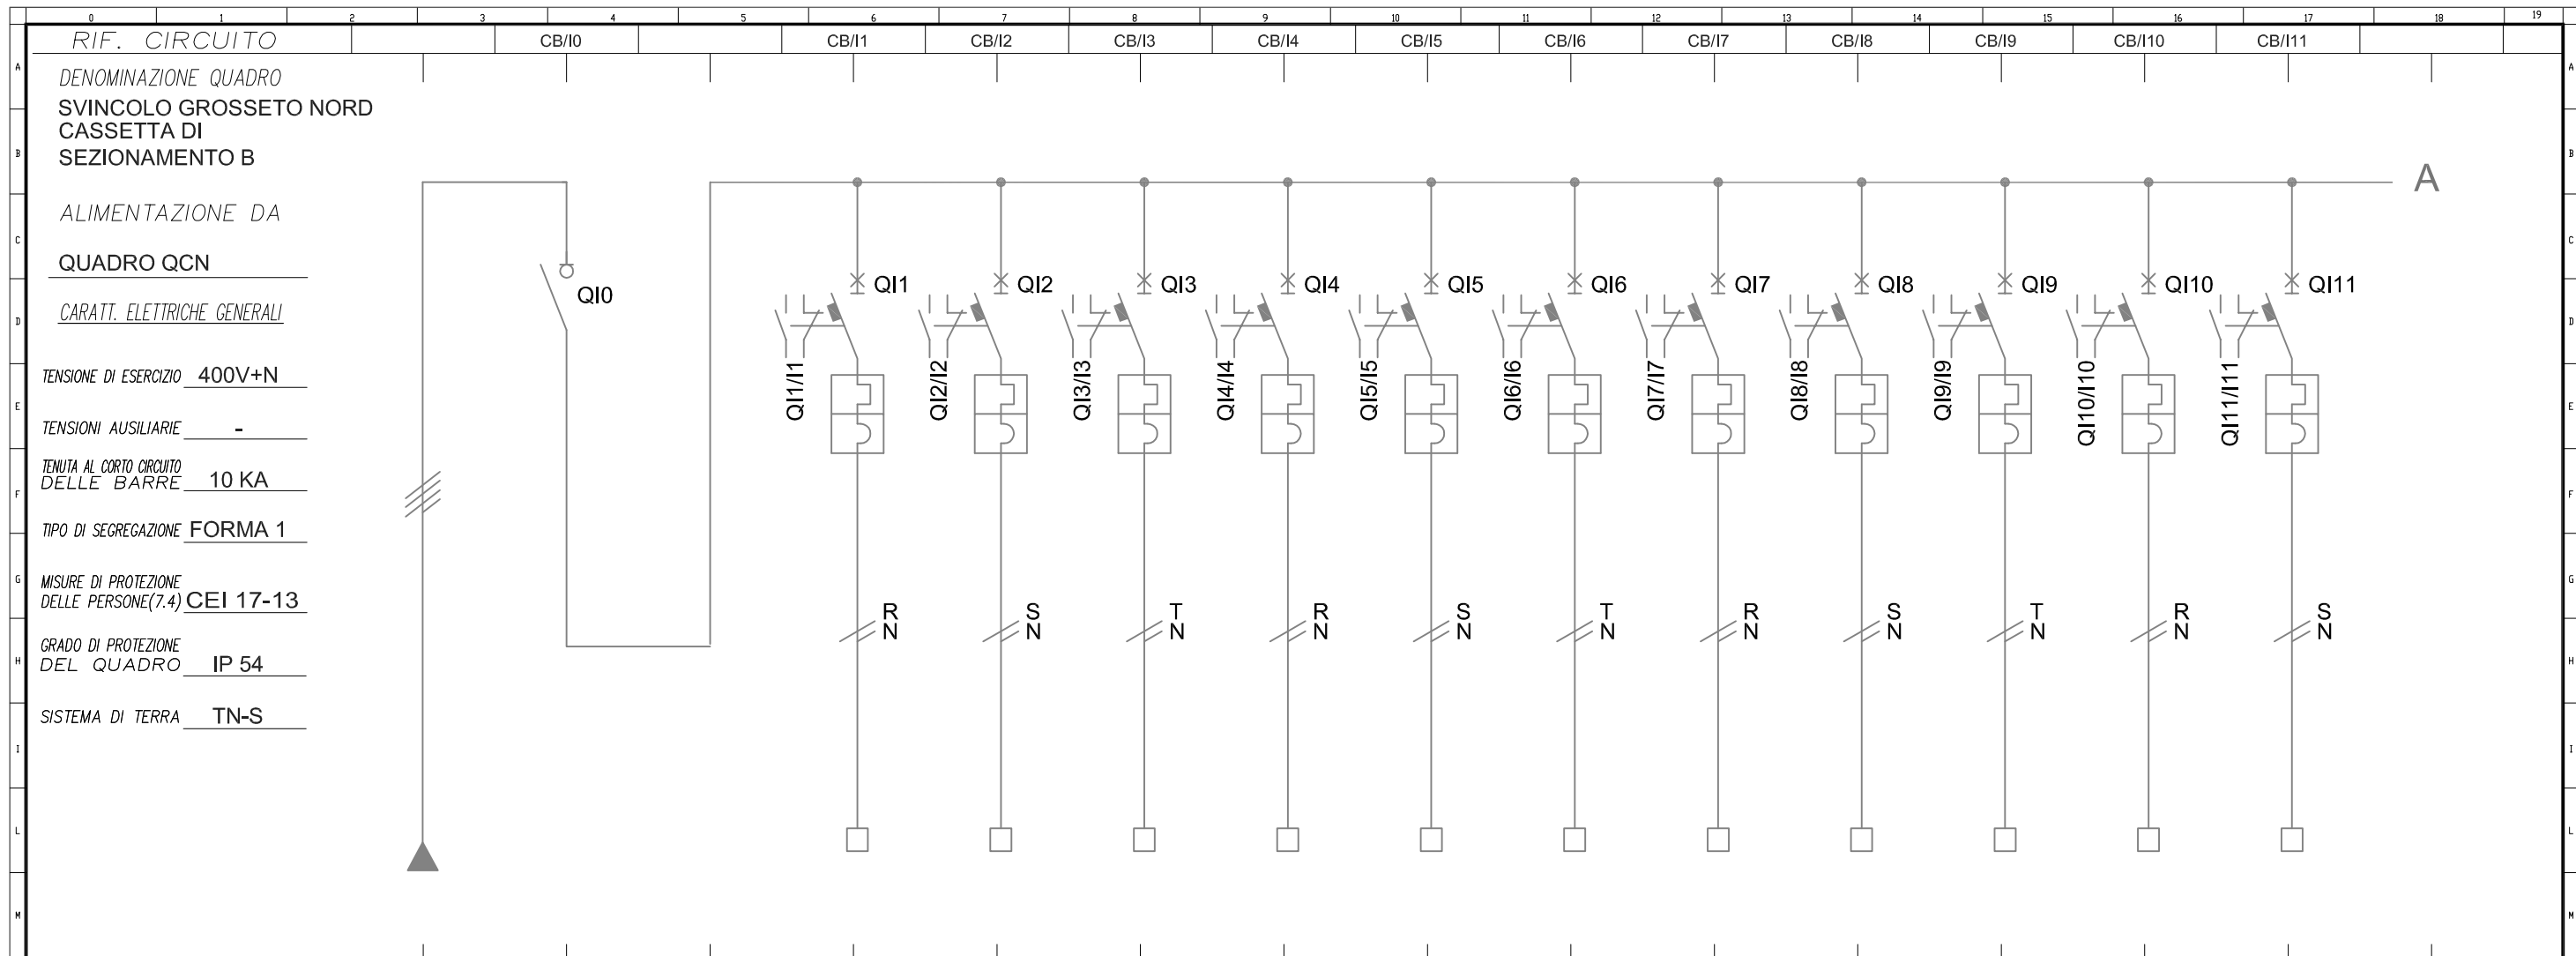 0 1 2 3 4 5 6 7 8 9 10 11 12 13 14 15 16 17 18 19
RIF. CIRCUITO CB/I0 CB/I1 CB/I2 CB/I3 CB/I4 CB/I5 CB/I6 CB/I7 CB/I8 CB/I9 CB/I10 CB/I11
A A
DENOMINAZIONE QUADRO
SVINCOLO GROSSETO NORD
CASSETTA DI
SEZIONAMENTO B
B B
A
ALIMENTAZIONE DA
C C
QUADRO QCN
QI0 QI1 QI2 QI3 QI4 QI5 QI6 QI7 QI8 QI9 QI10 QI11
CARATT. ELETTRICHE GENERALI
D D
TENSIONE DI ESERCIZIO 400V+N
QI1/I1 QI2/I2 QI3/I3 QI4/I4 QI5/I5 QI6/I6 QI7/I7 QI8/I8 QI9/I9 QI10/I10 QI11/I11
E E
TENSIONI AUSILIARIE -
TENUTA AL CORTO CIRCUITO
DELLE BARRE 10 KA
F F
TIPO DI SEGREGAZIONE FORMA 1
MISURE DI PROTEZIONE
DELLE PERSONE(7.4) CEI 17-13
G G
R S T R S T R S T R S
N N N N N N N N N N N
GRADO DI PROTEZIONE
DEL QUADRO IP 54
H H
SISTEMA DI TERRA TN-S
I I
L L
M M